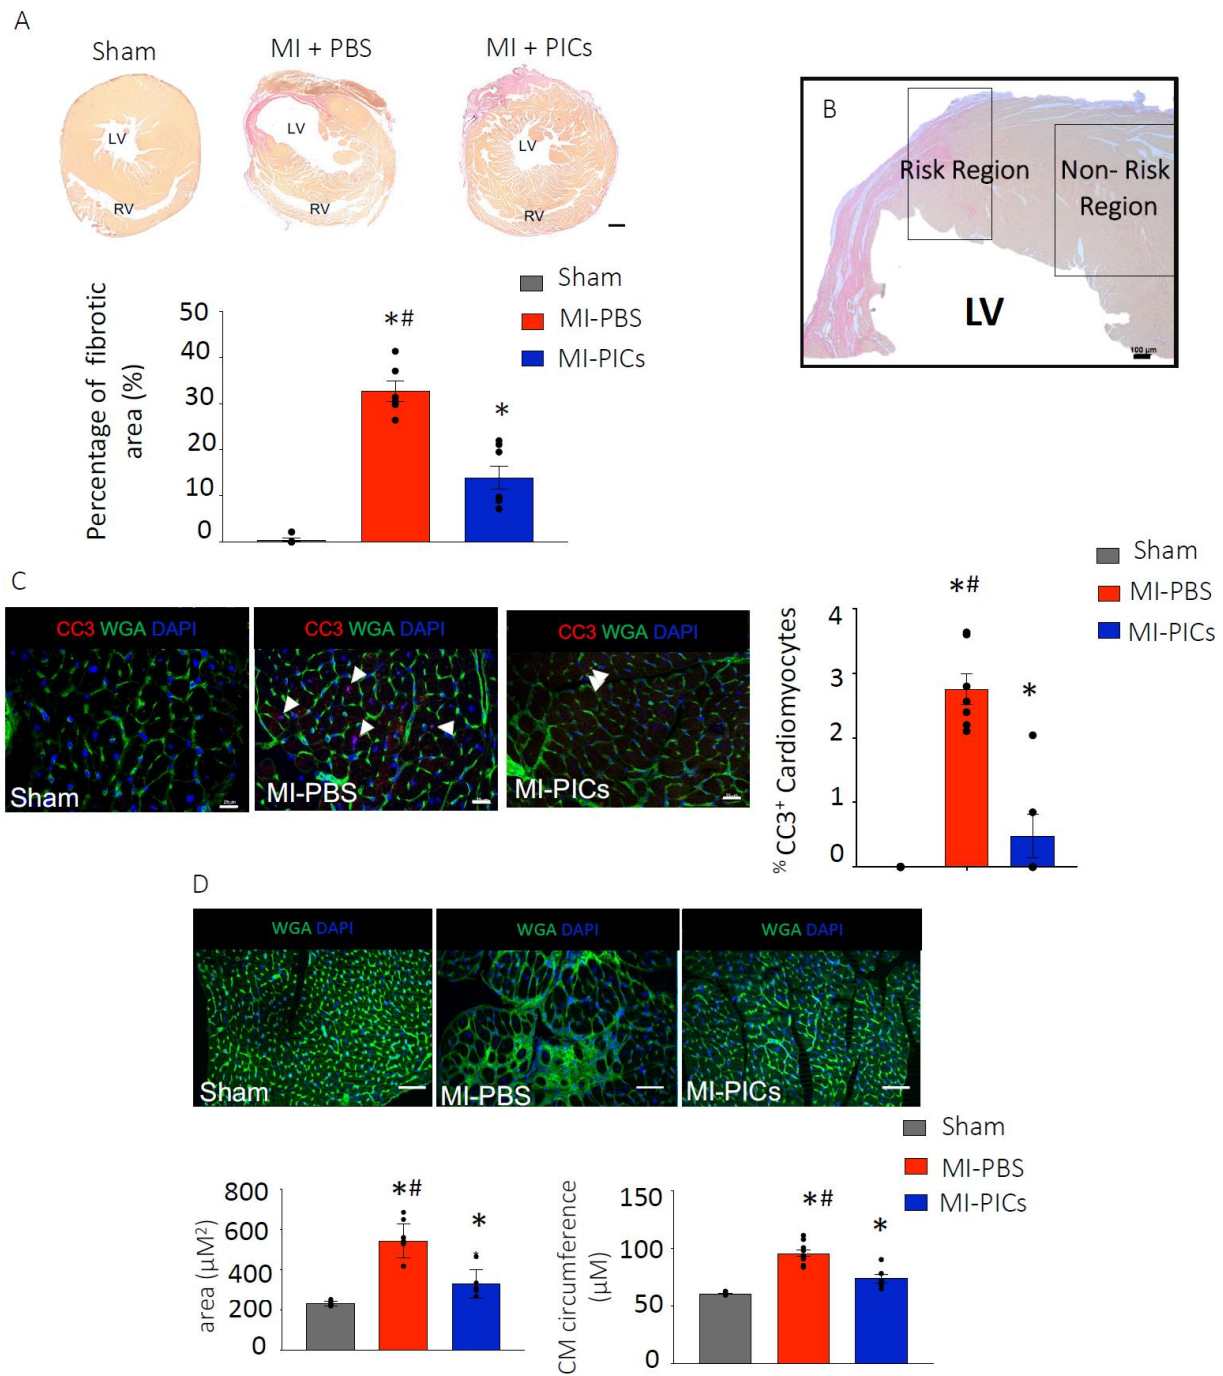 A
Sham
MI + PBS
MI + PICs
LV
RV
LV
RV
LV
RV
B
Risk Region
Non- Risk
Region
LV
100 µm
Sham
MI-PBS
MI-PICs
Percentage of fibrotic
area (%)
50
40
30
20
10
0
*#
*
C
CC3 WGA DAPI
Sham
25µm
CC3 WGA DAPI
MI-PBS
CC3 WGA DAPI
MI-PICs
Sham
MI-PBS
MI-PICs
% CC3+ Cardiomyocytes
4
3
2
1
0
*#
*
D
WGA DAPI
Sham
WGA DAPI
MI-PBS
WGA DAPI
MI-PICs
Sham
MI-PBS
MI-PICs
area (µM²)
800
600
400
200
0
*#
*
CM circumference
(µM)
150
100
50
0
*#
*